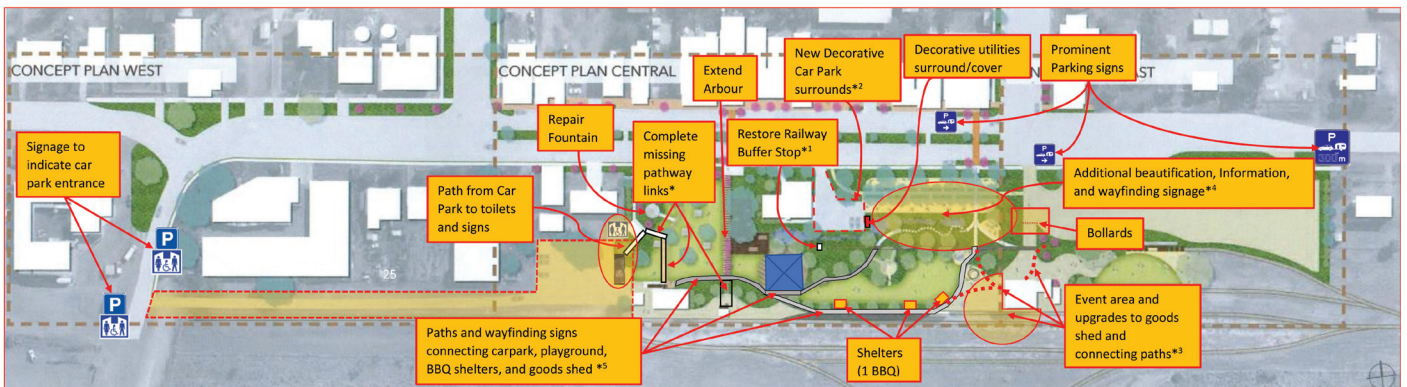 CONCEPT PLAN WEST
CONCEPT PLAN CENTRAL
AST
Signage to
indicate car
park entrance
Path from Car
Park to toilets
and signs
Repair
Fountain
Complete
missing
pathway
links*
Extend
Arbour
New Decorative
Car Park
surrounds*2
Restore Railway
Buffer Stop*1
Decorative utilities
surround/cover
Prominent
Parking signs
P
P
P
300m
Additional beautification, Information,
and wayfinding signage*4
Bollards
P
P
25
Paths and wayfinding signs
connecting carpark, playground,
BBQ shelters, and goods shed *5
Shelters
(1 BBQ)
Event area and
upgrades to goods
shed and
connecting paths*3